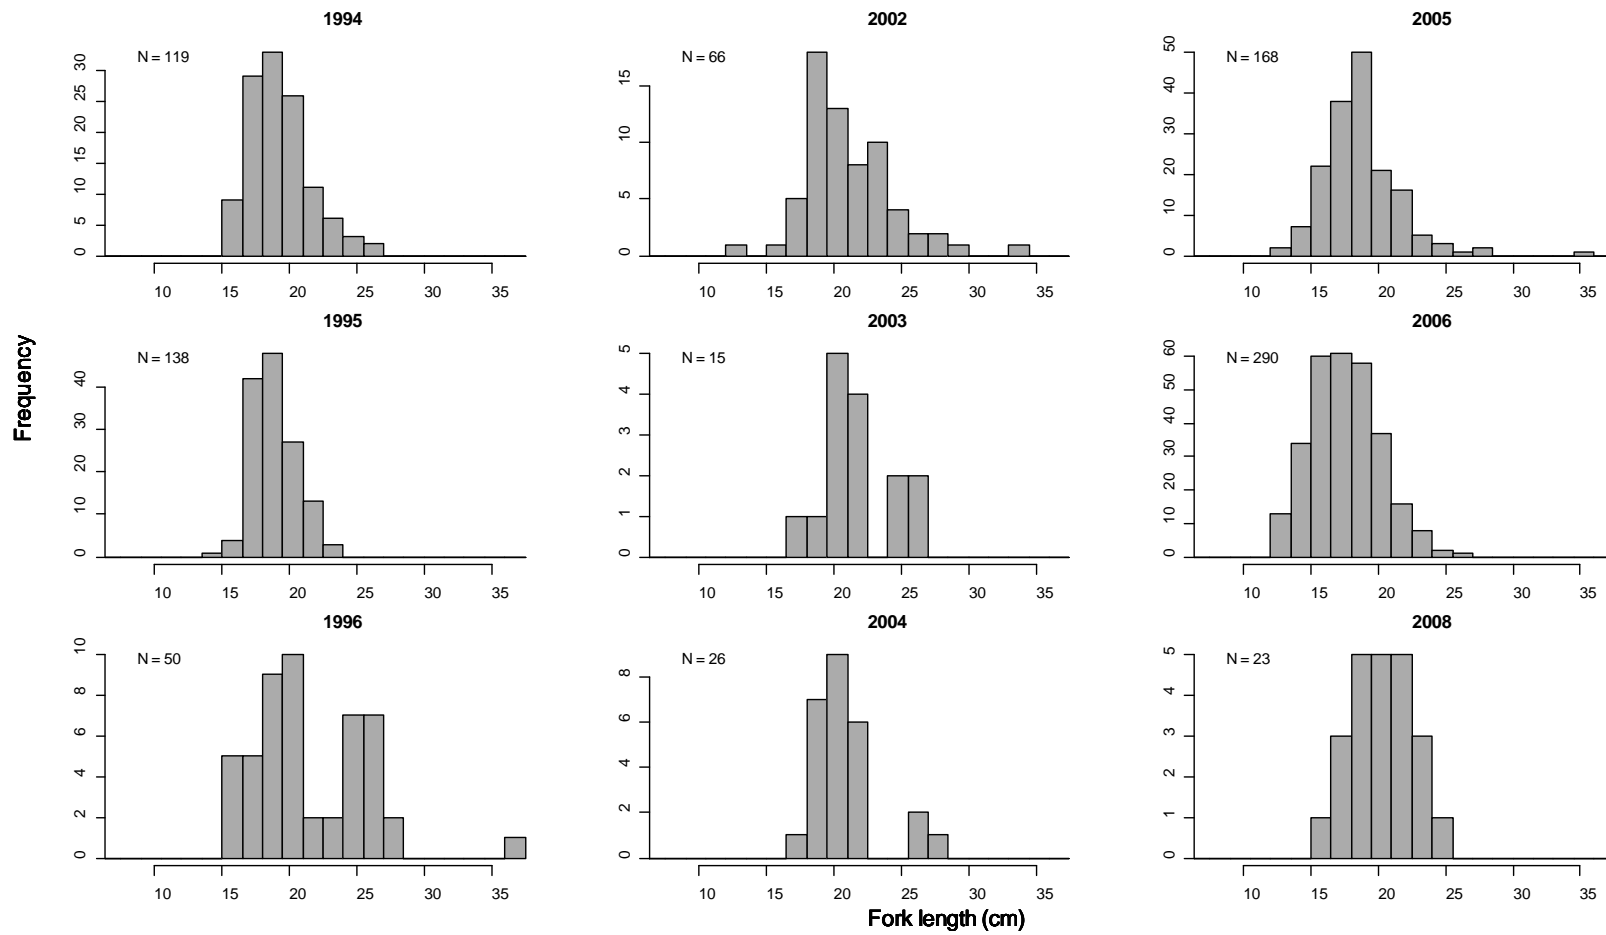 1994
N = 119
0 5 10 15 20 25 30
10 15 20 25 30 35
2002
N = 66
0 5 10 15
10 15 20 25 30 35
2005
N = 168
0 10 20 30 40 50
10 15 20 25 30 35
1995
N = 138
0 10 20 30 40
10 15 20 25 30 35
2003
N = 15
0 1 2 3 4 5
10 15 20 25 30 35
2006
N = 290
0 10 20 30 40 50 60
10 15 20 25 30 35
1996
N = 50
0 2 4 6 8 10
10 15 20 25 30 35
2004
N = 26
0 2 4 6 8
10 15 20 25 30 35
2008
N = 23
0 1 2 3 4 5
10 15 20 25 30 35
Frequency
Fork length (cm)